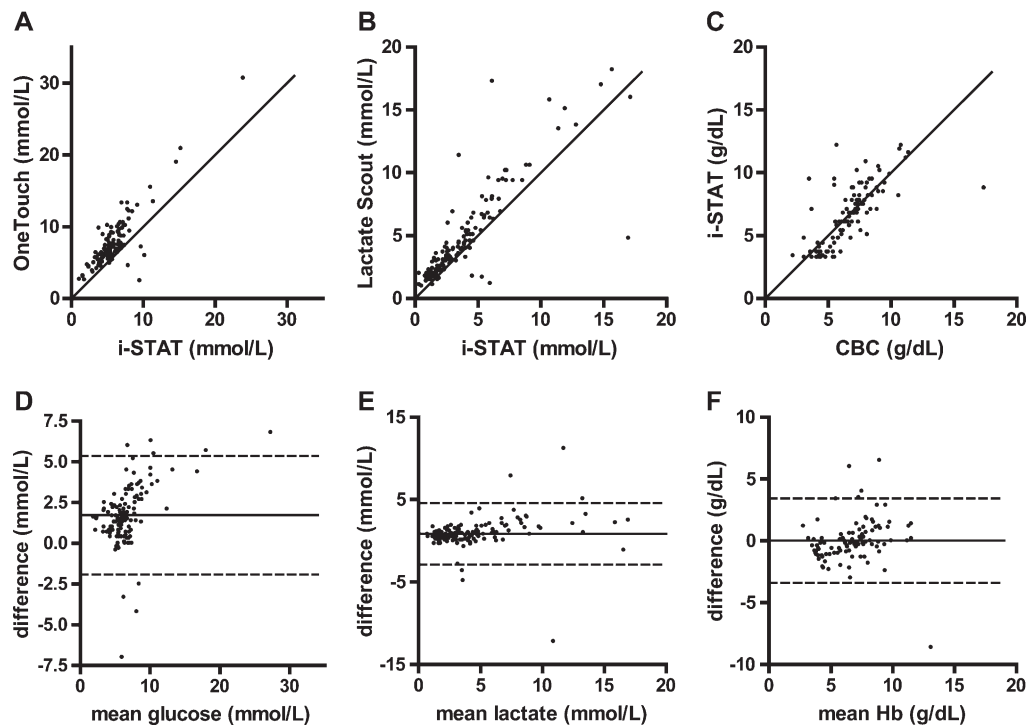 A
B
C
OneTouch (mmol/L)
30
20
10
0
0 10 20 30
i-STAT (mmol/L)
Lactate Scout (mmol/L)
20
15
10
5
0
0 5 10 15 20
i-STAT (mmol/L)
i-STAT (g/dL)
20
15
10
5
0
0 5 10 15 20
CBC (g/dL)
D
E
F
difference (mmol/L)
7.5
5.0
2.5
0.0
-2.5
-5.0
-7.5
0 10 20 30
mean glucose (mmol/L)
difference (mmol/L)
15
5
-5
-15
0 5 10 15 20
mean lactate (mmol/L)
difference (g/dL)
10
5
0
-5
-10
0 5 10 15 20
mean Hb (g/dL)